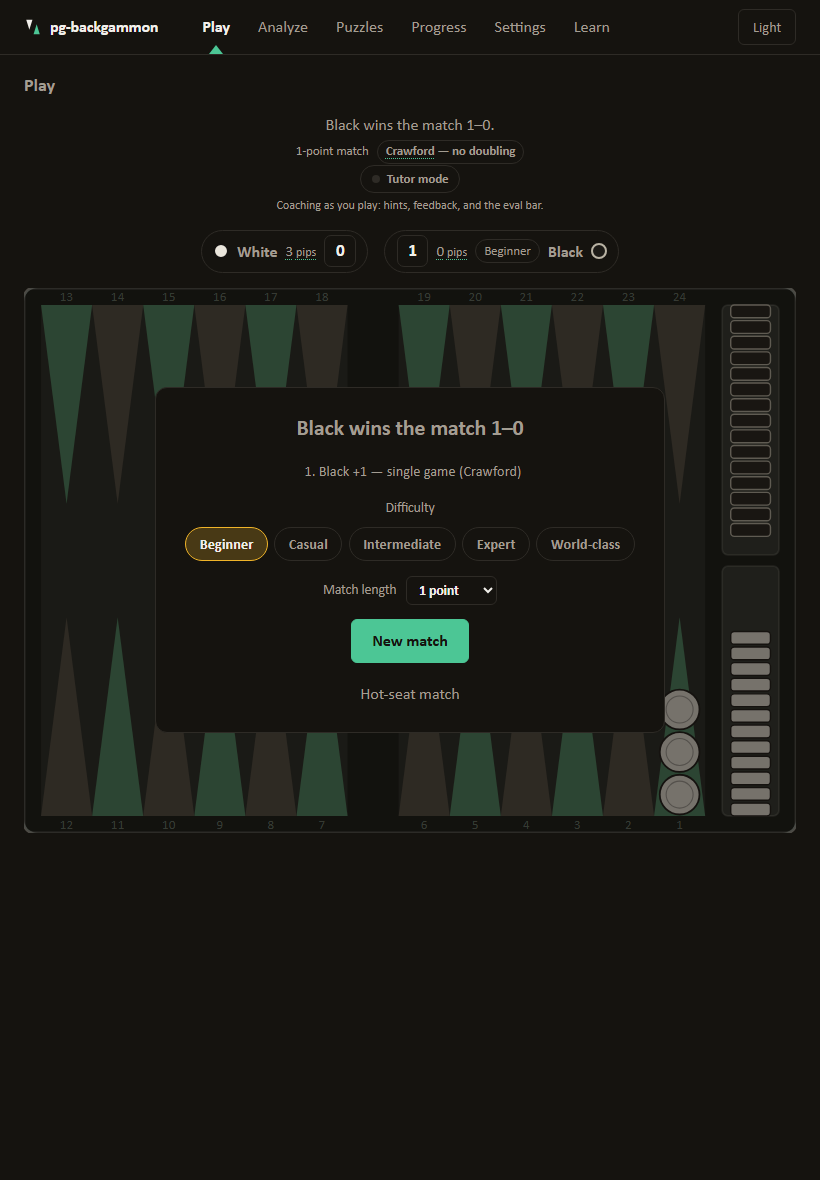 pg-backgammon Play Analyze Puzzles Progress Settings Learn Light
Play
Black wins the match 1–0.
1-point match Crawford — no doubling
Tutor mode
Coaching as you play: hints, feedback, and the eval bar.
White 3 pips 0 1 0 pips Beginner Black
13 14 15 16 17 18 19 20 21 22 23 24
Black wins the match 1–0
1. Black +1 — single game (Crawford)
Difficulty
Beginner Casual Intermediate Expert World-class
Match length 1 point
New match
Hot-seat match
12 11 10 9 8 7 6 5 4 3 2 1